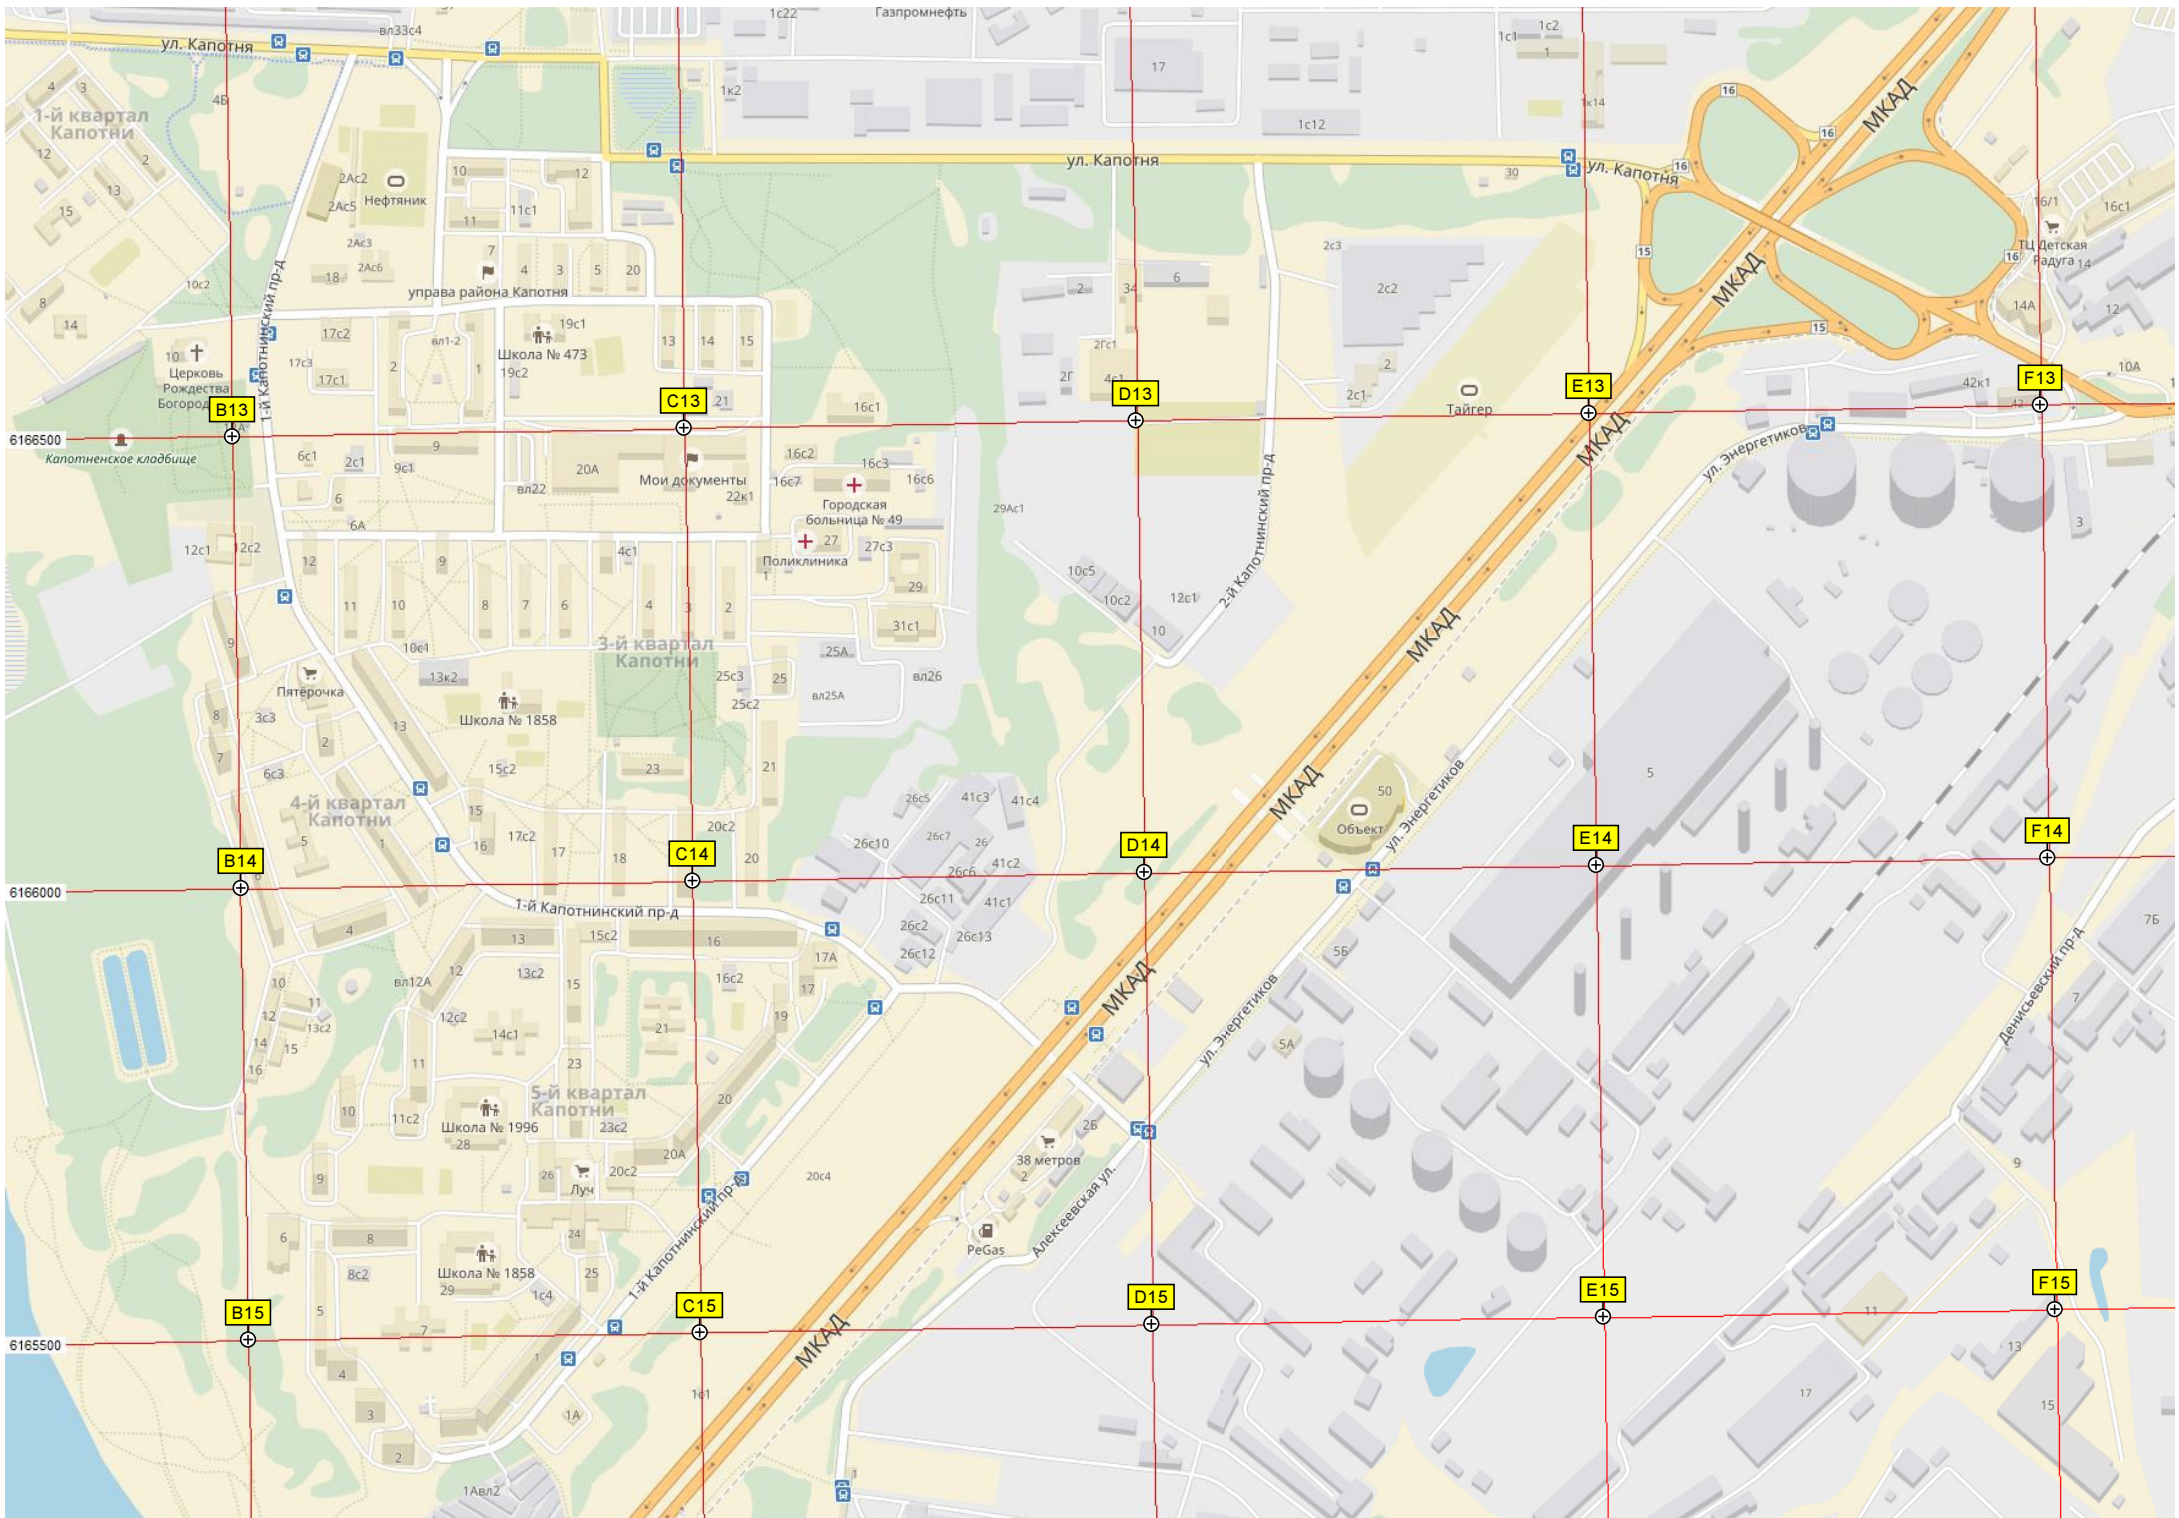 1с22
Газпромнефть
вл33с4
ул. Капотня
1с1
1с2
1
4
3
1-й квартал
Капотни
12
2
13
15
4Б
17
1к2
1с12
1к14
16
16
МКАД
ул. Капотня
ул. Капотня
16
30
2Ас2
2Ас5
Нефтяник
10
12
11с1
11
2Ас3
2Ас6
18
7
4
3
5
20
управа района Капотня
10с2
8
14
1-й Капотнинский пр-д
6
2
34
2с3
2с2
15
МКАД
16/1
16с1
ТЦ Детская
Радуга
14
16
14А
12
15
17с2
17с3
17с1
вл1-2
2
1
19с1
Школа № 473
19с2
13
14
15
10
Церковь
Рождества
Богород
2Гс1
2Г
4с1
2
2с1
Тайгер
42к1
10А
B13
C13
D13
E13
F13
21
16с1
6166500
Капотненское кладбище
9
6с1
2с1
9с1
6
6А
вл22
20А
Мои документы
22к1
16с2
16с3
16с7
16с6
Городская
больница № 49
27
27с3
Поликлиника
1
29
31с1
29Ас1
2-й Капотнинский пр-д
МКАД
ул. Энергетиков
3
12с1
12с2
12
9
4с1
11
10
8
7
6
4
3
2
10с5
10с2
12с1
10
МКАД
9
10с1
3-й квартал
Капотни
13к2
25А
25с3
25
25с2
вл25А
вл26
Пятёрочка
3с3
8
7
2
6с3
13
Школа № 1858
15с2
23
21
5
4-й квартал
Капотни
5
1
15
16
17с2
17
18
20с2
20
26с5
41с3
41с4
26с7
26
26с10
26с6
41с2
26с11
41с1
26с2
26с13
26с12
МКАД
50
Объект
ул. Энергетиков
B14
C14
D14
E14
F14
6166000
1-й Капотнинский пр-д
4
13
15с2
16
17А
12
13с2
вл12А
10
11
12
13с2
14
15
16
12с2
14с1
15
16с2
17
19
21
11
23
10
11с2
5-й квартал
Капотни
23с2
20
Школа № 1996
28
20А
20с2
26
Луч
9
МКАД
ул. Энергетиков
5Б
5А
7Б
7
Денисьевский пр-д
2Б
38 метров
2
9
20с4
Алексеевская ул.
PeGas
6
8
8с2
Школа № 1858
29
24
25
1с4
1-й Капотнинский пр-д
B15
C15
D15
E15
F15
6165500
5
7
1
4
3
2
1А
1Авл2
МКАД
1с1
11
13
15
17
1